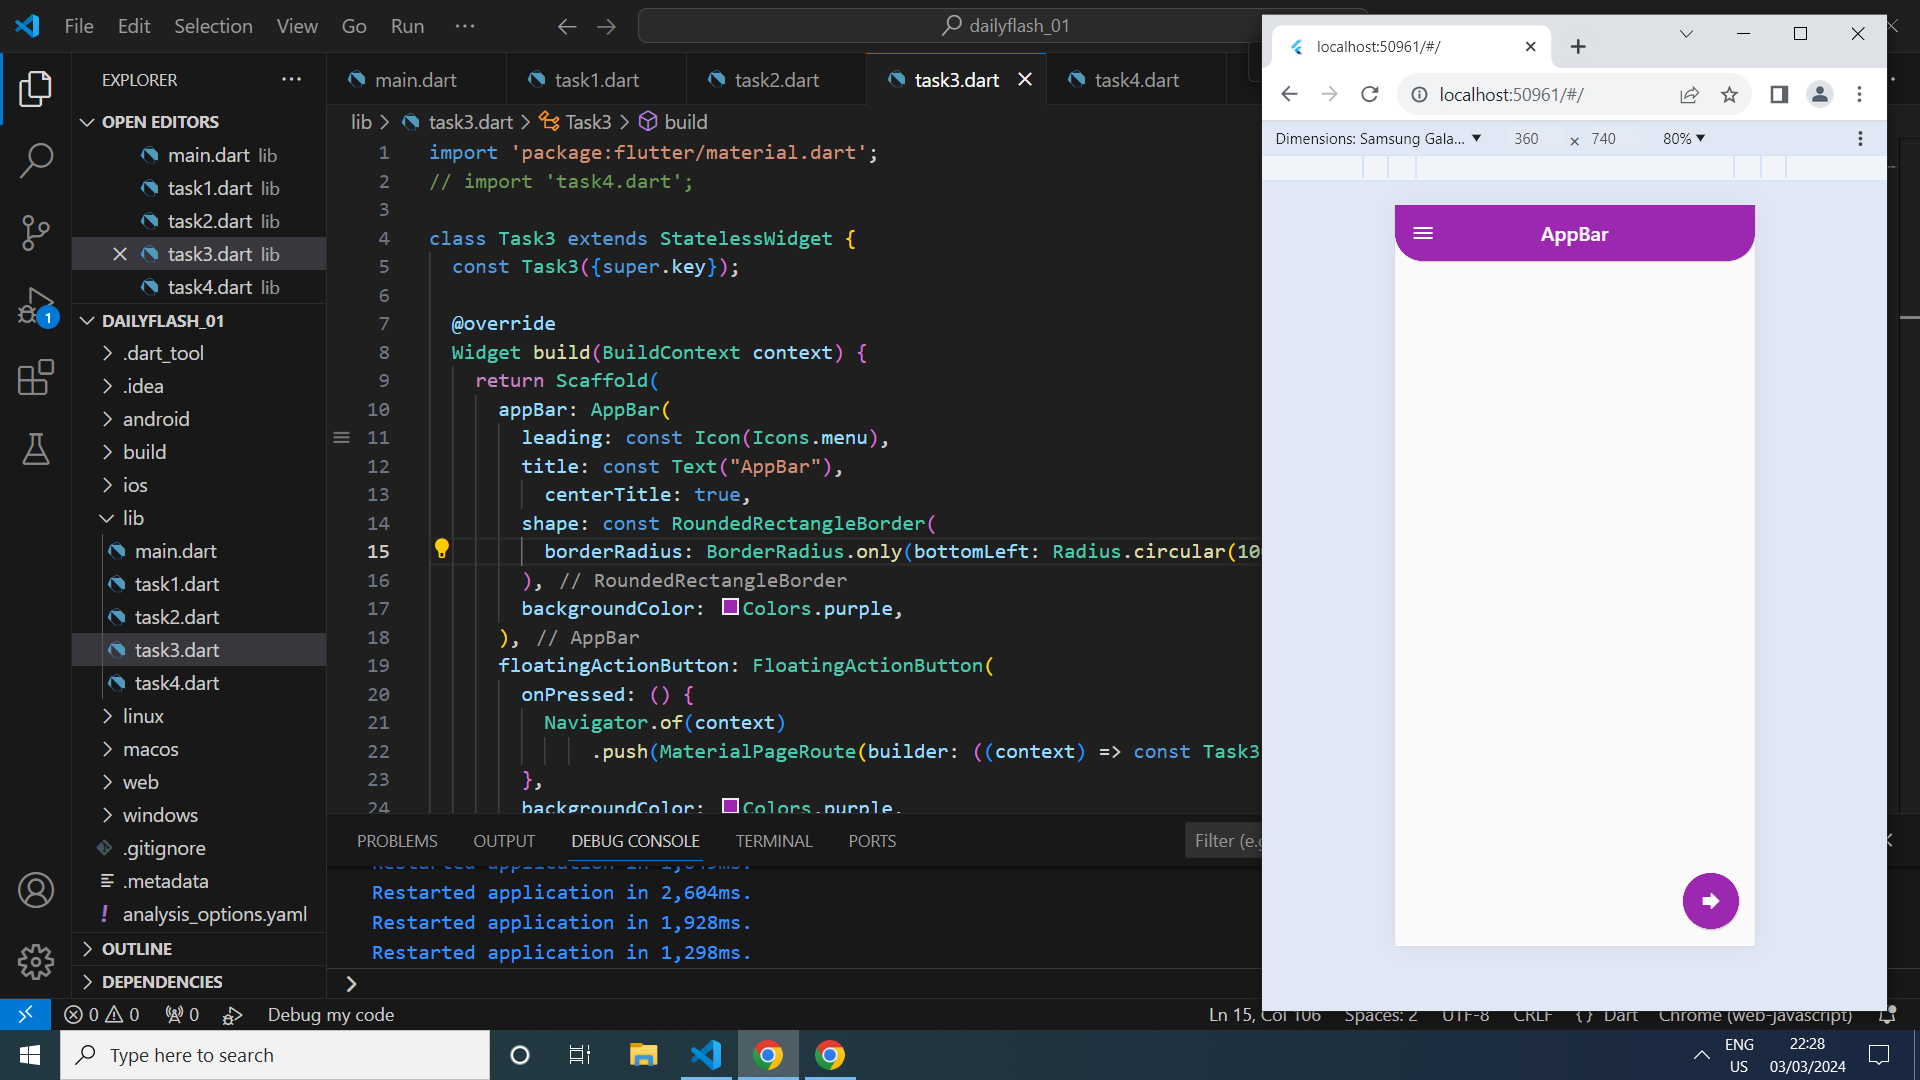 File Edit Selection View Go Run ··· dailyflash_01
EXPLORER ···
OPEN EDITORS
main.dart lib
task1.dart lib
task2.dart lib
task3.dart lib
task4.dart lib
DAILYFLASH_01
.dart_tool
.idea
android
build
ios
lib
main.dart
task1.dart
task2.dart
task3.dart
task4.dart
linux
macos
web
windows
.gitignore
.metadata
analysis_options.yaml
OUTLINE
DEPENDENCIES
main.dart task1.dart task2.dart task3.dart task4.dart
lib > task3.dart > Task3 > build
1 import 'package:flutter/material.dart';
2 // import 'task4.dart';
3
4 class Task3 extends StatelessWidget {
5 const Task3({super.key});
6
7 @override
8 Widget build(BuildContext context) {
9 return Scaffold(
10 appBar: AppBar(
11 leading: const Icon(Icons.menu),
12 title: const Text("AppBar"),
13 centerTitle: true,
14 shape: const RoundedRectangleBorder(
15 borderRadius: BorderRadius.only(bottomLeft: Radius.circular(10
16 ), // RoundedRectangleBorder
17 backgroundColor: Colors.purple,
18 ), // AppBar
19 floatingActionButton: FloatingActionButton(
20 onPressed: () {
21 Navigator.of(context)
22 .push(MaterialPageRoute(builder: ((context) => const Task3
23 },
24 backgroundColor: Colors.purple,
PROBLEMS OUTPUT DEBUG CONSOLE TERMINAL PORTS Filter (e.g
Restarted application in 2,604ms.
Restarted application in 1,928ms.
Restarted application in 1,298ms.
>
1
0 0 0 Debug my code Ln 15, Col 106 Spaces: 2 UTF-8 CRLF {} Dart Chrome (web-javascript)
localhost:50961/#/
localhost:50961/#/
Dimensions: Samsung Gala... 360 × 740 80%
AppBar
Type here to search
ENG
US
22:28
03/03/2024